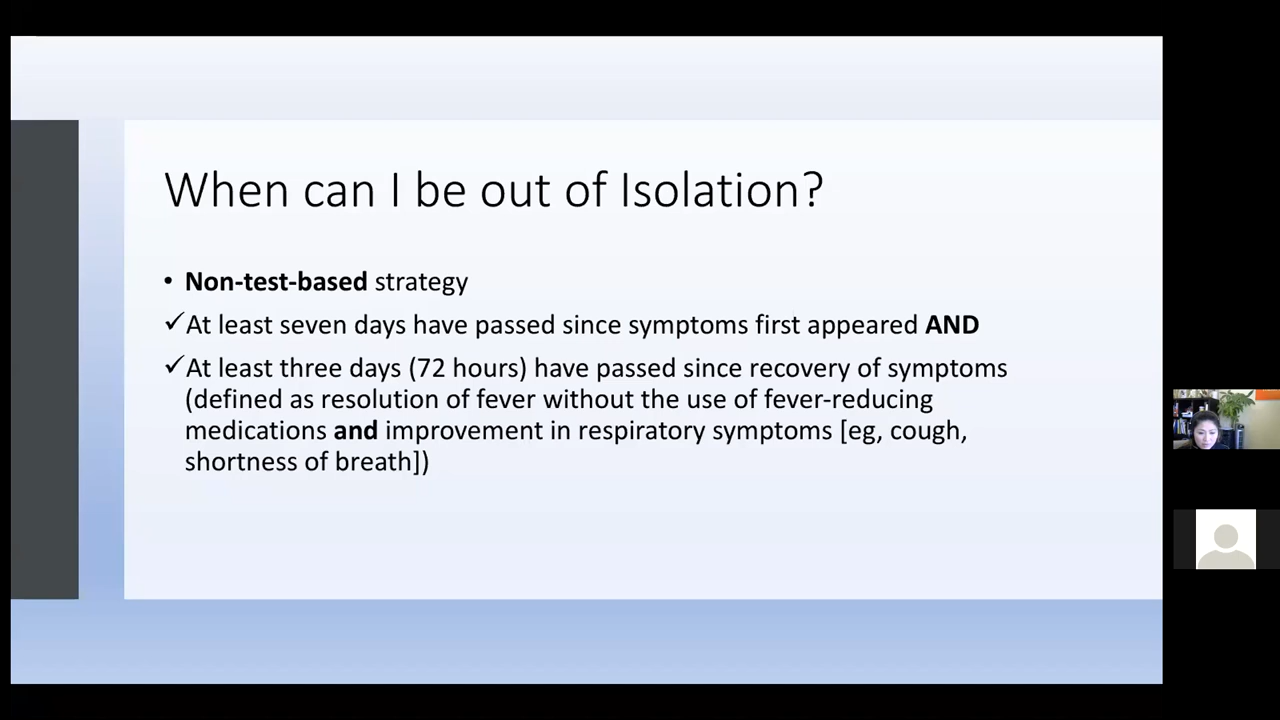 When can I be out of Isolation?
• Non-test-based strategy
✓At least seven days have passed since symptoms first appeared AND
✓At least three days (72 hours) have passed since recovery of symptoms
(defined as resolution of fever without the use of fever-reducing
medications and improvement in respiratory symptoms [eg, cough,
shortness of breath])